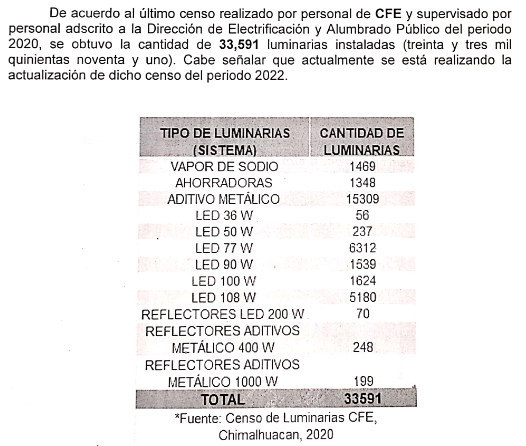 De acuerdo al último censo realizado por personal de CFE y supervisado por
personal adscrito a la Dirección de Electrificación y Alumbrado Público del periodo
2020, se obtuvo la cantidad de 33,591 luminarias instaladas (treinta y tres mil
quinientas noventa y uno). Cabe señalar que actualmente se está realizando la
actualización de dicho censo del periodo 2022.
TIPO DE LUMINARIAS CANTIDAD DE
(SISTEMA) LUMINARIAS
VAPOR DE SODIO 1469
AHORRADORAS 1348
ADITIVO METÁLICO 15309
LED 36 W 56
LED 50 W 237
LED 77 W 6312
LED 90 W 1539
LED 100 W 1624
LED 108 W 5180
REFLECTORES LED 200 W 70
REFLECTORES ADITIVOS
METÁLICO 400 W 248
REFLECTORES ADITIVOS
METÁLICO 1000 W 199
TOTAL 33591
*Fuente: Censo de Luminarias CFE,
Chimalhuacan, 2020